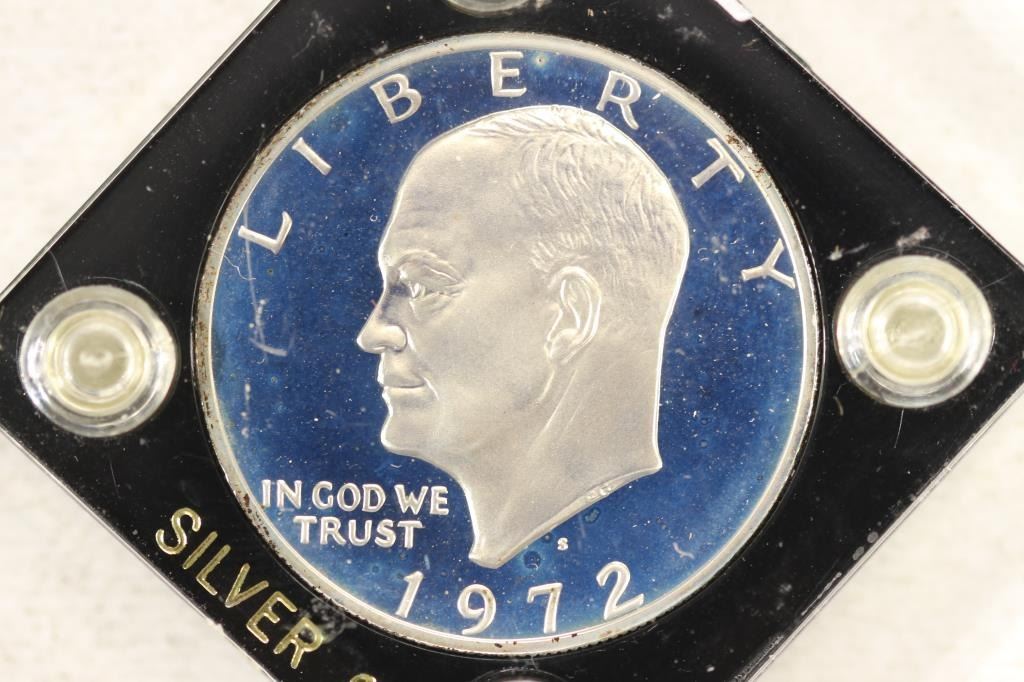 LIBERTY
IN GOD WE
TRUST
S
1972
SILVER